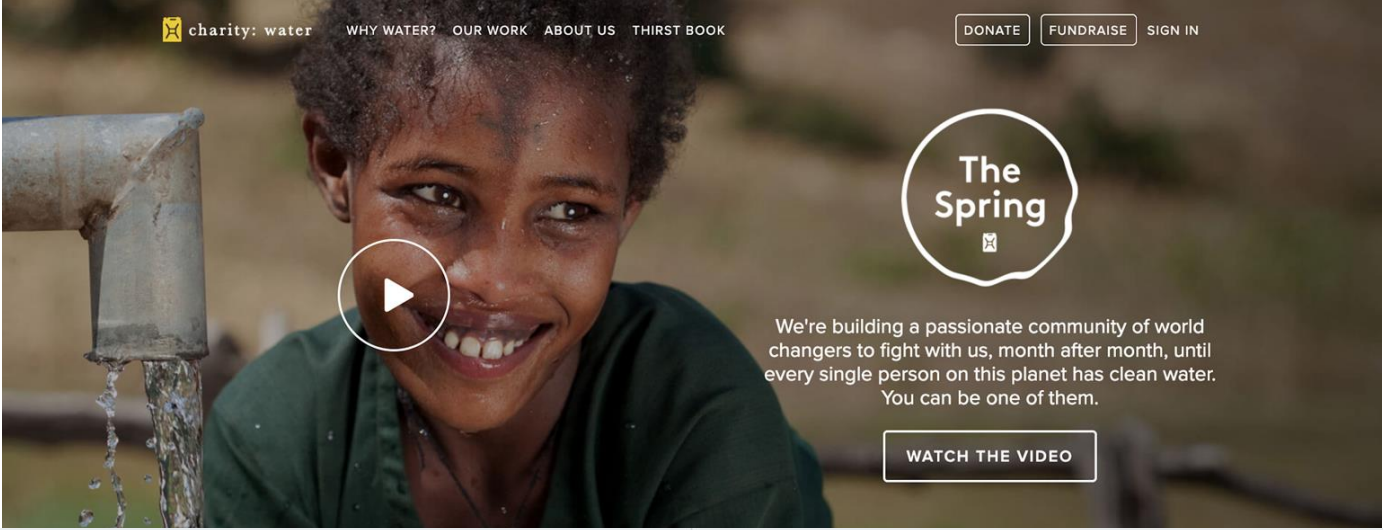 charity: water
WHY WATER? OUR WORK ABOUT US THIRST BOOK
DONATE FUNDRAISE SIGN IN
The
Spring
We're building a passionate community of world
changers to fight with us, month after month, until
every single person on this planet has clean water.
You can be one of them.
WATCH THE VIDEO